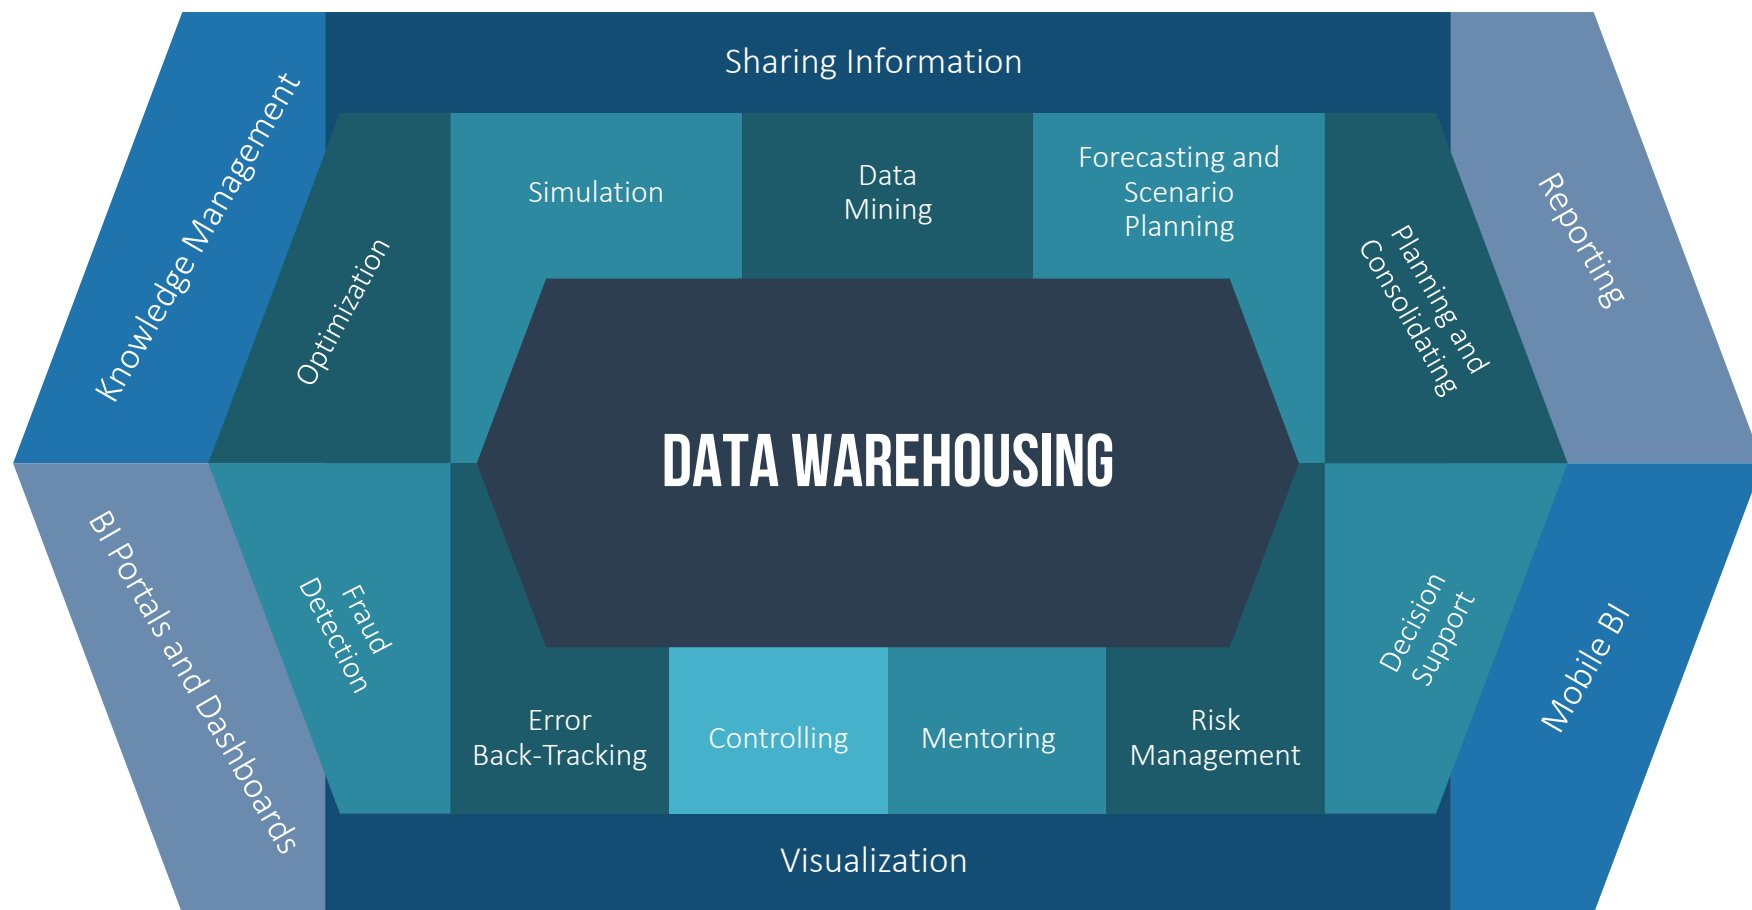 Sharing Information
Knowledge Management
Optimization
Simulation
Data
Mining
Forecasting and
Scenario
Planning
Planning and
Consolidating
Reporting
DATA WAREHOUSING
BI Portals and Dashboards
Fraud
Detection
Error
Back-Tracking
Controlling
Mentoring
Risk
Management
Decision
Support
Mobile BI
Visualization